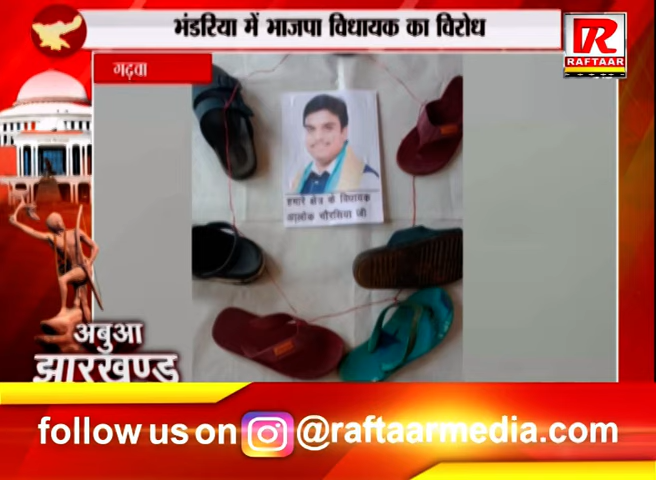 भंडरिया में भाजपा विधायक का विरोध
R
RAFTAAR
गढ़वा
हमारे क्षेत्र के विधायक
आलोक चौरसिया जी
अबुआ
झारखण्ड
follow us on @raftaarmedia.com